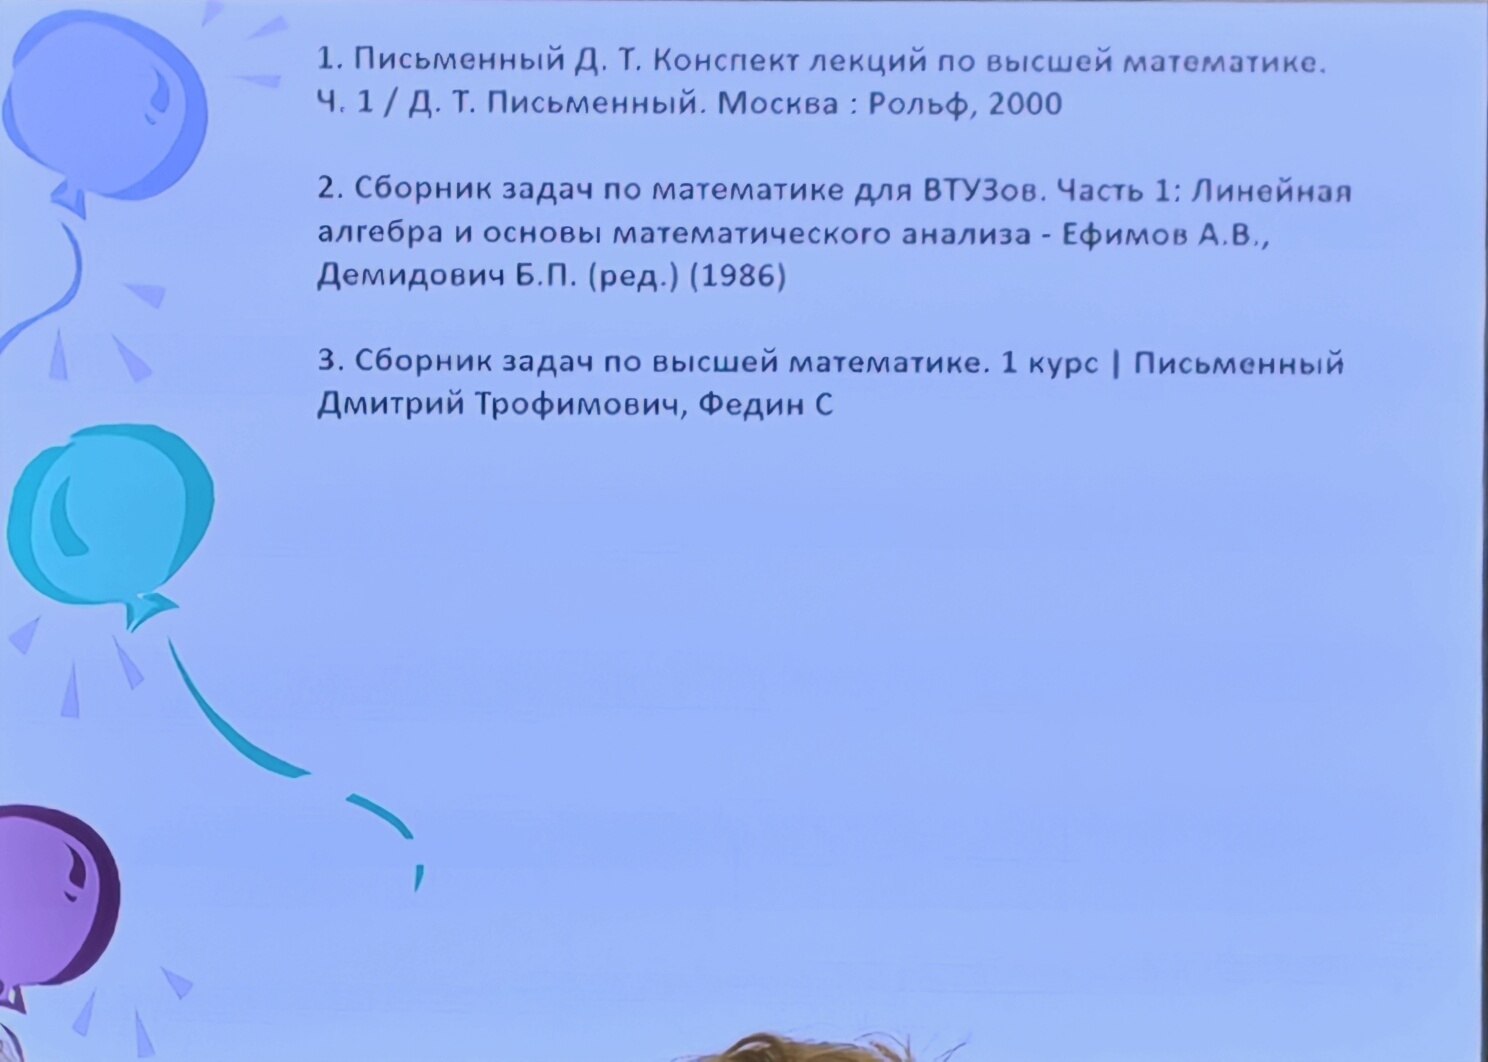 1. Письменный Д. Т. Конспект лекций по высшей математике.
Ч. 1 / Д. Т. Письменный. Москва : Рольф, 2000
2. Сборник задач по математике для ВТУЗов. Часть 1: Линейная
алгебра и основы математического анализа - Ефимов А.В.,
Демидович Б.П. (ред.) (1986)
3. Сборник задач по высшей математике. 1 курс | Письменный
Дмитрий Трофимович, Федин С